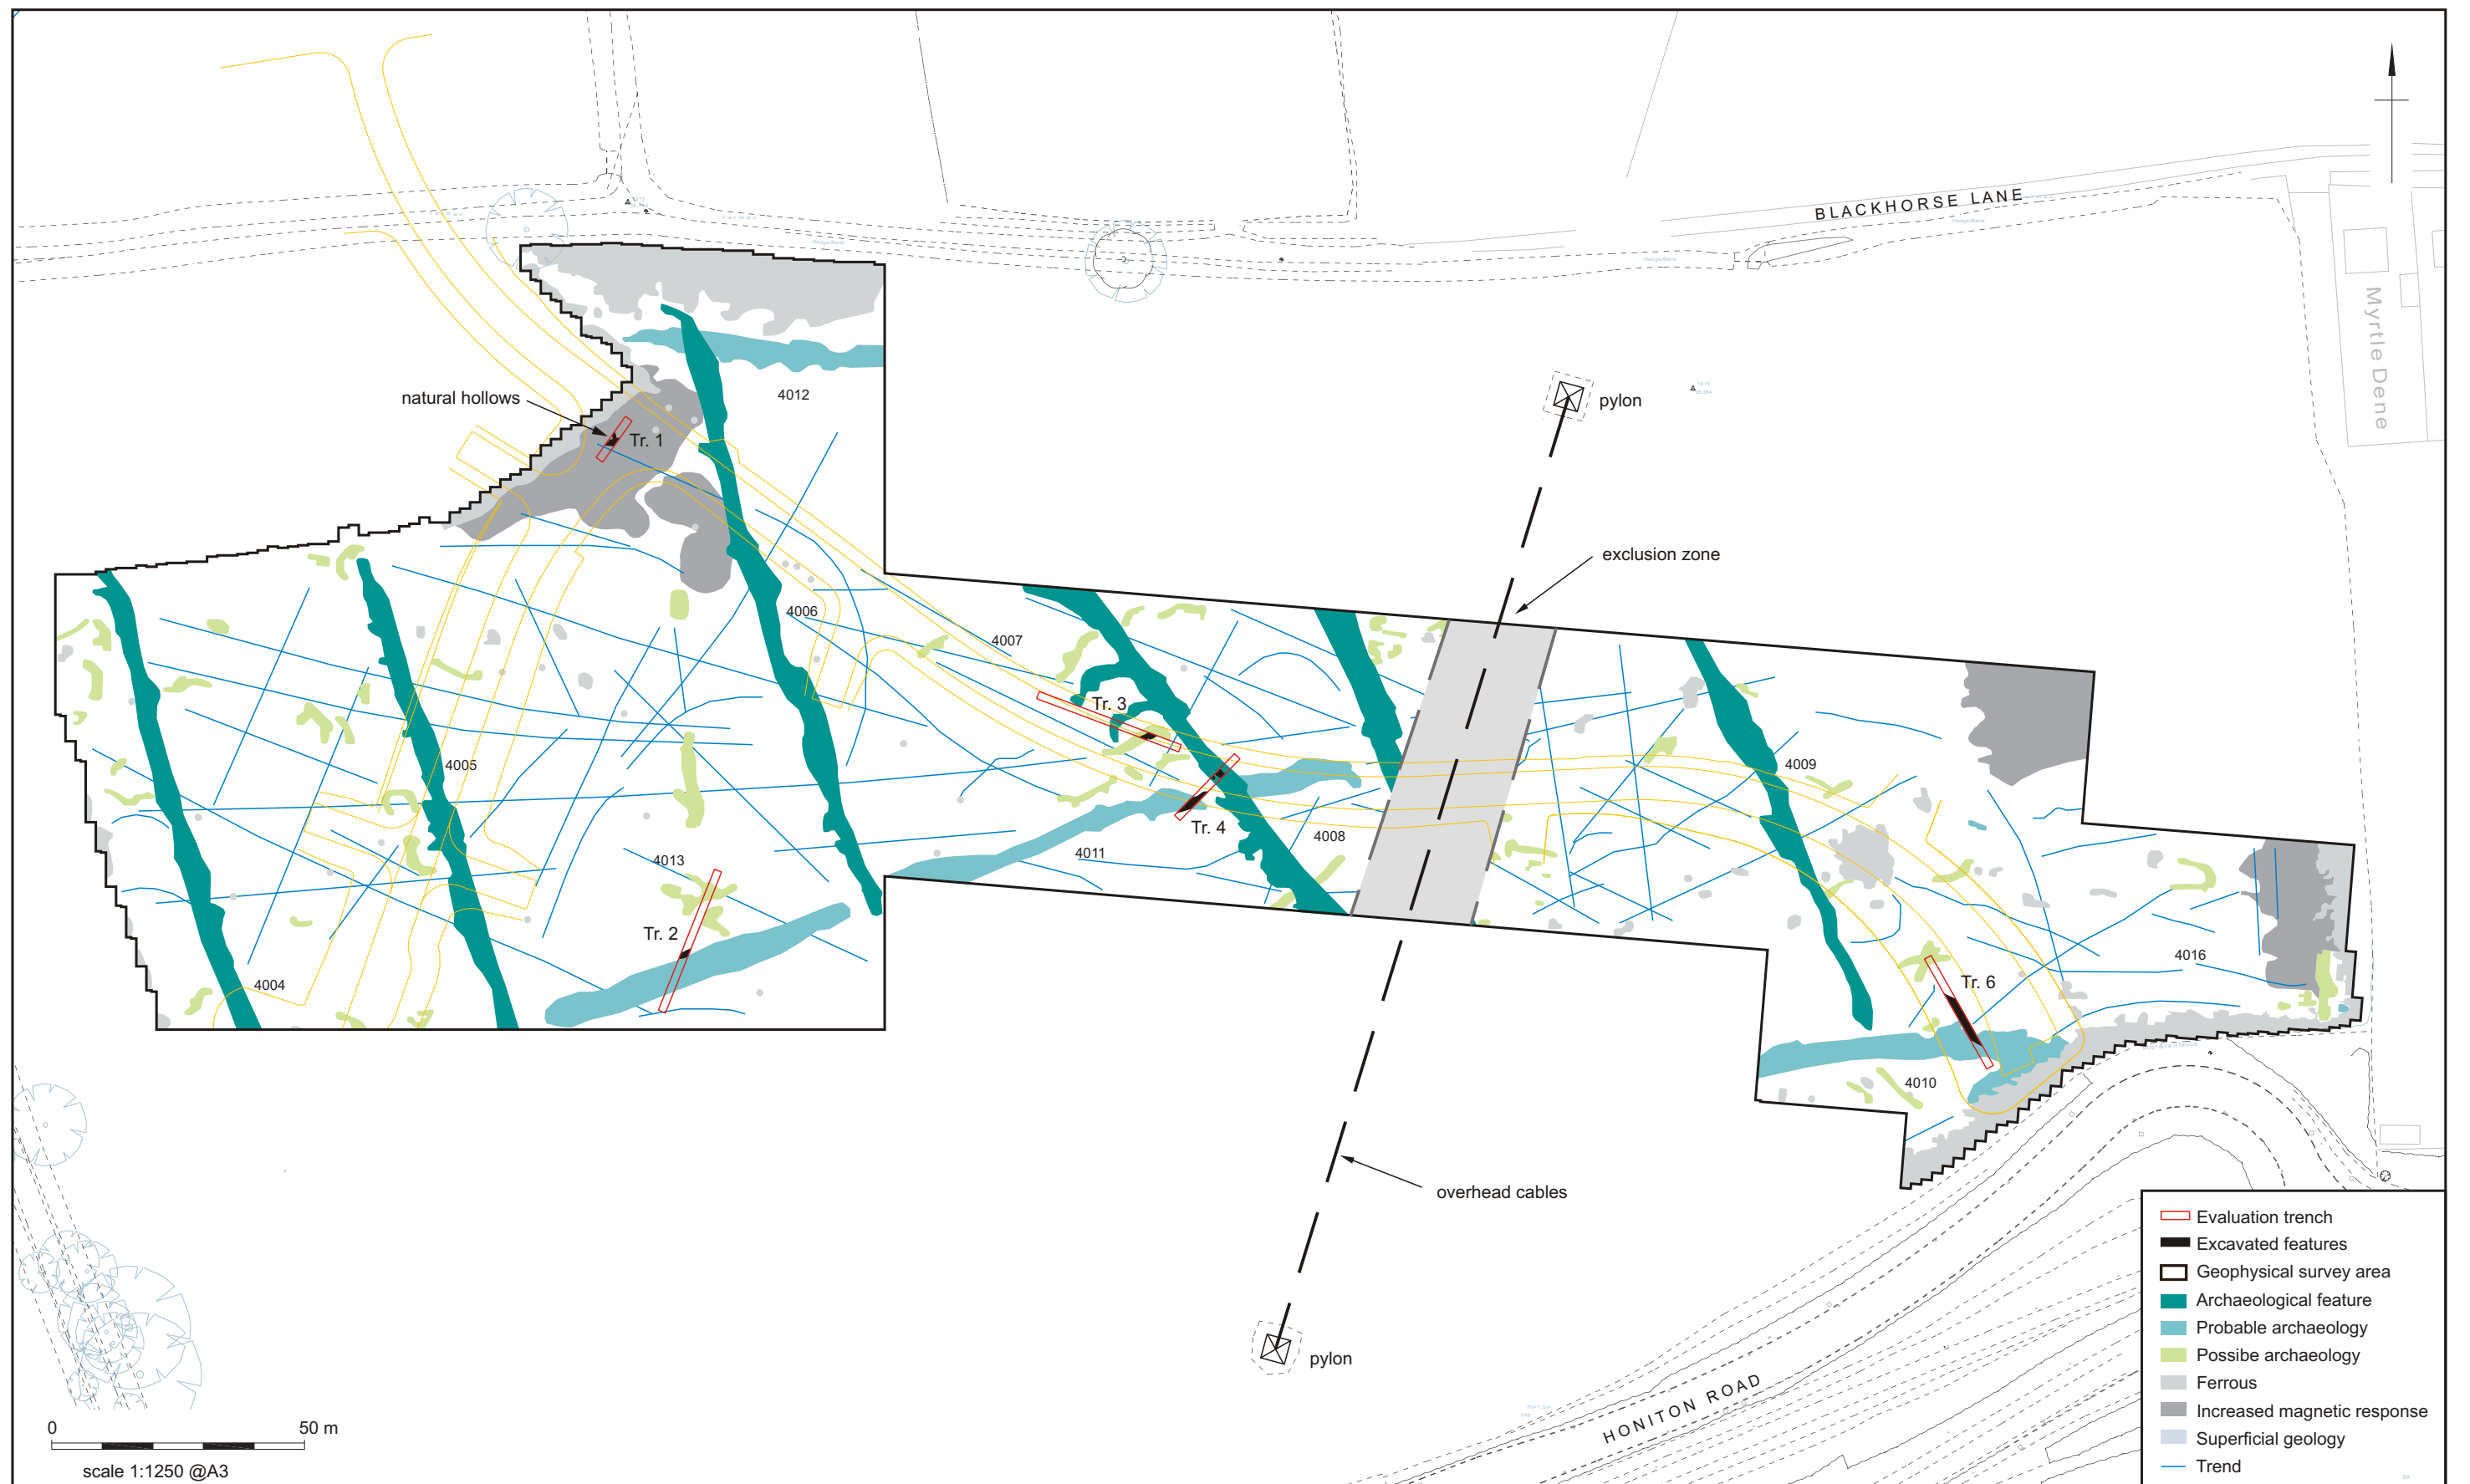 BLACKHORSE LANE
Myrtle Dene
natural hollows
Tr. 1
4012
pylon
exclusion zone
4006
4007
Tr. 3
4005
4009
Tr. 4
4008
4011
4013
Tr. 2
4004
4016
Tr. 6
4010
overhead cables
pylon
HONITON ROAD
0 50 m
scale 1:1250 @A3
Evaluation trench
Excavated features
Geophysical survey area
Archaeological feature
Probable archaeology
Possibe archaeology
Ferrous
Increased magnetic response
Superficial geology
Trend